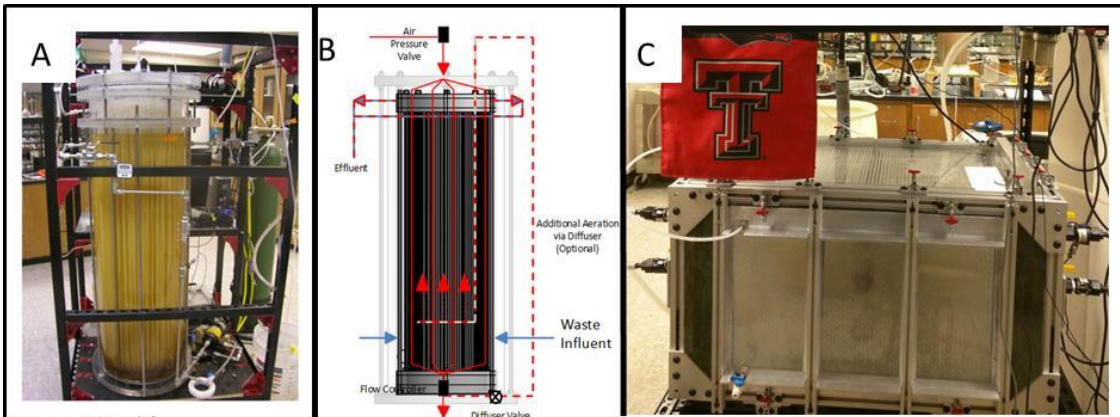 A
B
Air
Pressure
Valve
Effluent
Additional Aeration
via Diffuser
(Optional)
Waste
Influent
Flow Controller
Diffuser Valve
C
T